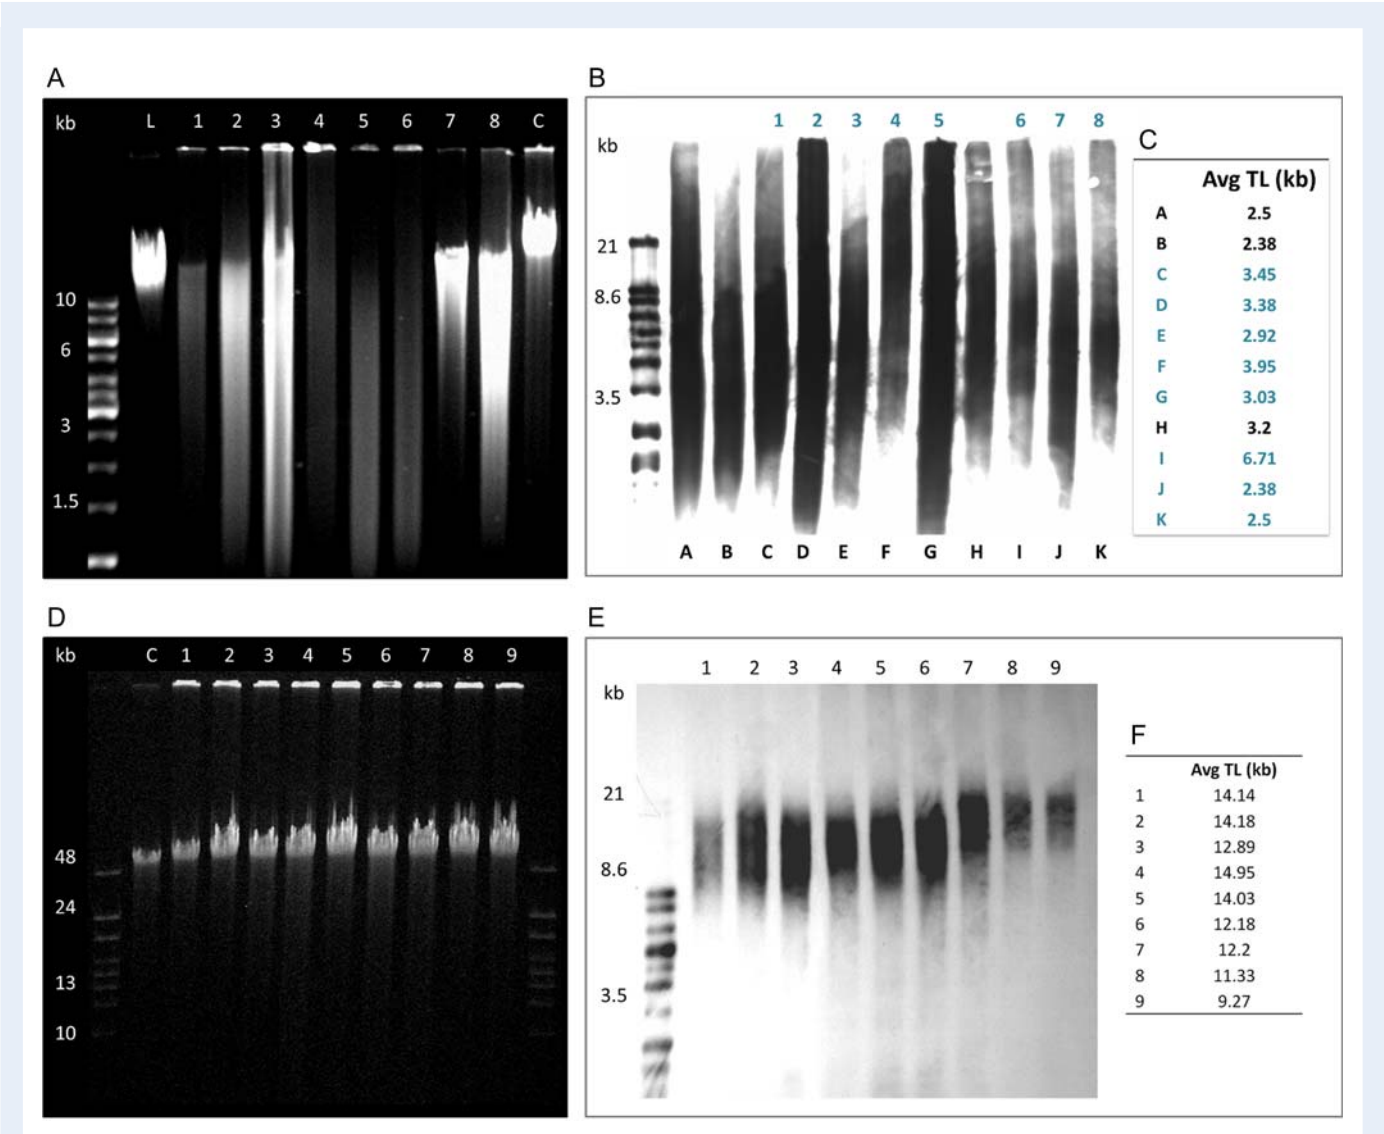 A
kb L 1 2 3 4 5 6 7 8 C
10
6
3
1.5
B
1 2 3 4 5 6 7 8
kb
21
8.6
3.5
A B C D E F G H I J K
C
Avg TL (kb)
A 2.5
B 2.38
C 3.45
D 3.38
E 2.92
F 3.95
G 3.03
H 3.2
I 6.71
J 2.38
K 2.5
D
kb C 1 2 3 4 5 6 7 8 9
48
24
13
10
E
1 2 3 4 5 6 7 8 9
kb
21
8.6
3.5
F
Avg TL (kb)
1 14.14
2 14.18
3 12.89
4 14.95
5 14.03
6 12.18
7 12.2
8 11.33
9 9.27